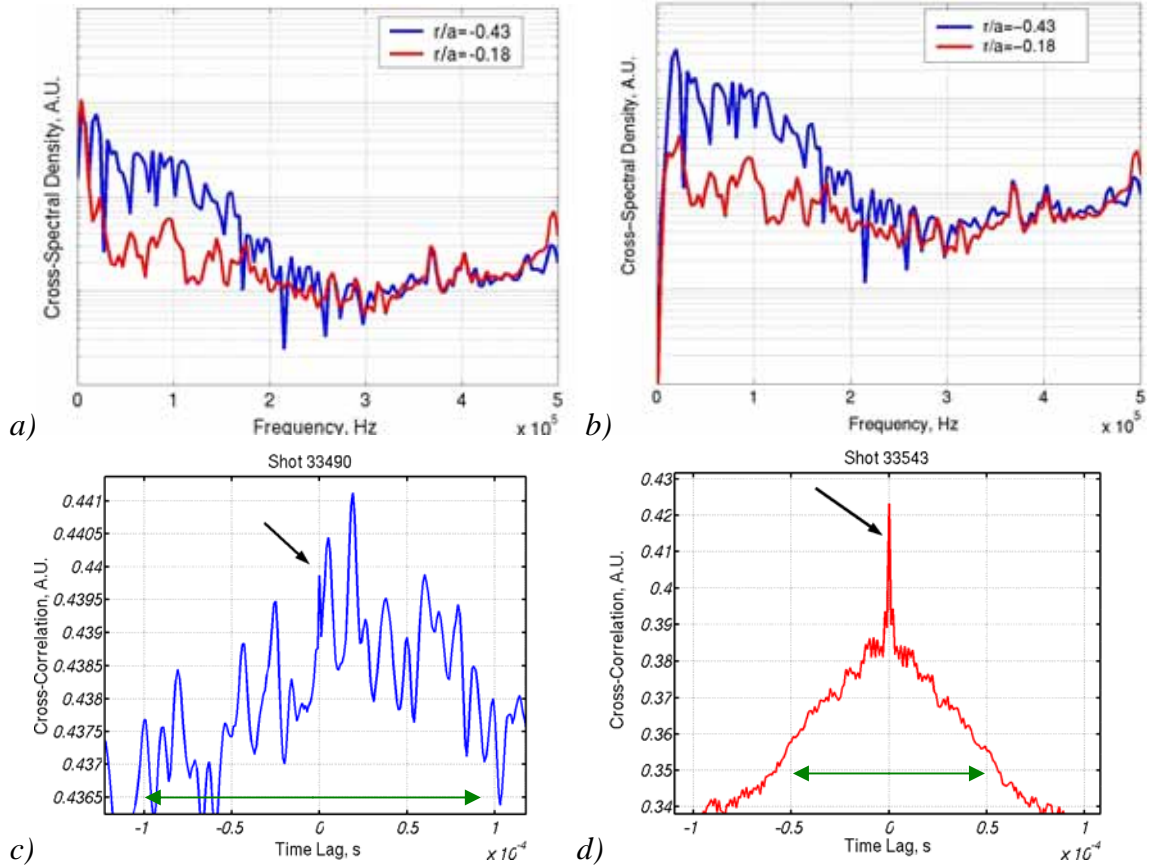 r/a=-0.43
r/a=-0.18
Cross-Spectral Density, A.U.
0 1 2 3 4 5
Frequency, Hz
x 10^5
a)
r/a=-0.43
r/a=-0.18
Cross-Spectral Density, A.U.
0 1 2 3 4 5
Frequency, Hz
x 10^5
b)
Shot 33490
Cross-Correlation, A.U.
0.441
0.4405
0.44
0.4395
0.439
0.4385
0.438
0.4375
0.437
0.4365
-1 -0.5 0 0.5 1
Time Lag, s
x 10^-4
c)
Shot 33543
Cross-Correlation, A.U.
0.43
0.42
0.41
0.4
0.39
0.38
0.37
0.36
0.35
0.34
-1 -0.5 0 0.5 1
Time Lag, s
x 10^-4
d)